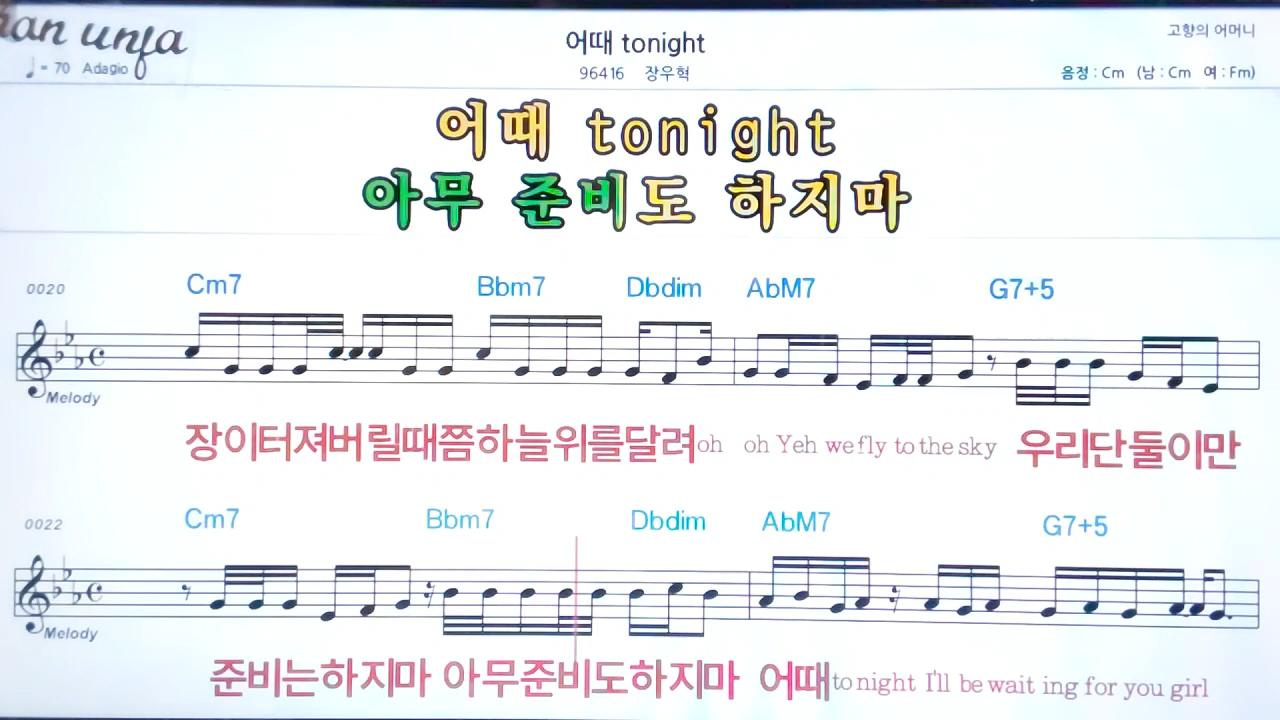 han unfa
♩= 70 Adagio
어때 tonight
96416 장우혁
고향의 어머니
음정 : Cm (남 : Cm 여 : Fm)
어때 tonight
아무 준비도 하지마
0020
Cm7 Bbm7 Dbdim AbM7 G7+5
Melody
장이터져버릴때쯤하늘위를달려oh oh Yeh we fly to the sky 우리단둘이만
0022
Cm7 Bbm7 Dbdim AbM7 G7+5
Melody
준비는하지마 아무준비도하지마 어때tonight I'll be wait ing for you girl